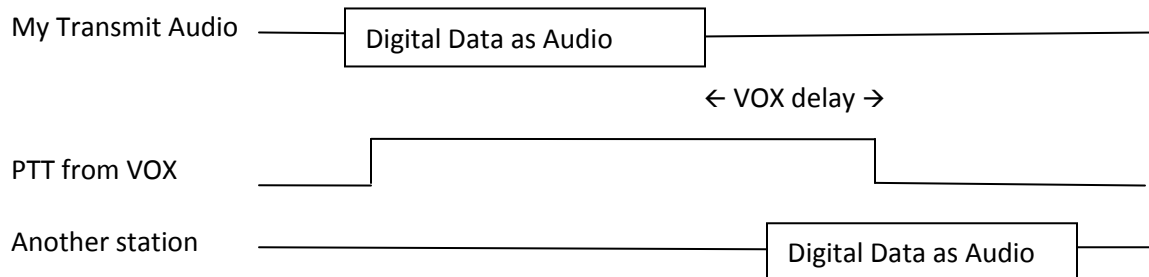 My Transmit Audio
Digital Data as Audio
← VOX delay →
PTT from VOX
Another station
Digital Data as Audio